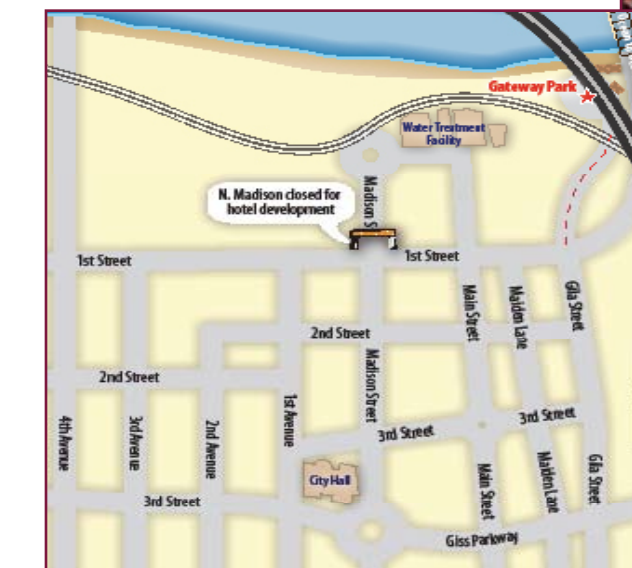 Gateway Park
Water Treatment
Facility
N. Madison closed for
hotel development
Madison S
1st Street
1st Street
Main Street
Maiden Lane
Gila Street
2nd Street
Madison Street
2nd Street
1st Avenue
4th Avenue
3rd Avenue
2nd Avenue
3rd Street
3rd Street
City Hall
Main Street
Maiden Lane
Gila Street
3rd Street
Giss Parkway